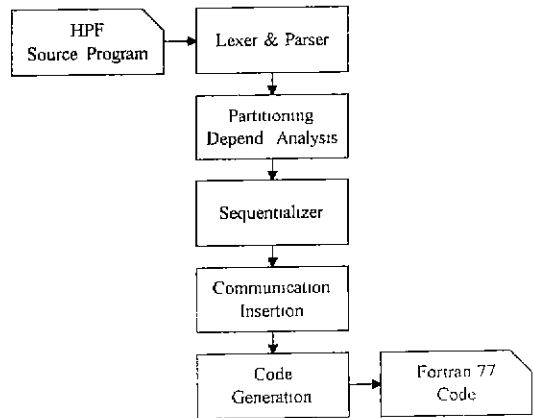 HPF
Source Program
Lexer & Parser
Partitioning
Depend Analysis
Sequentializer
Communication
Insertion
Code
Generation
Fortran 77
Code